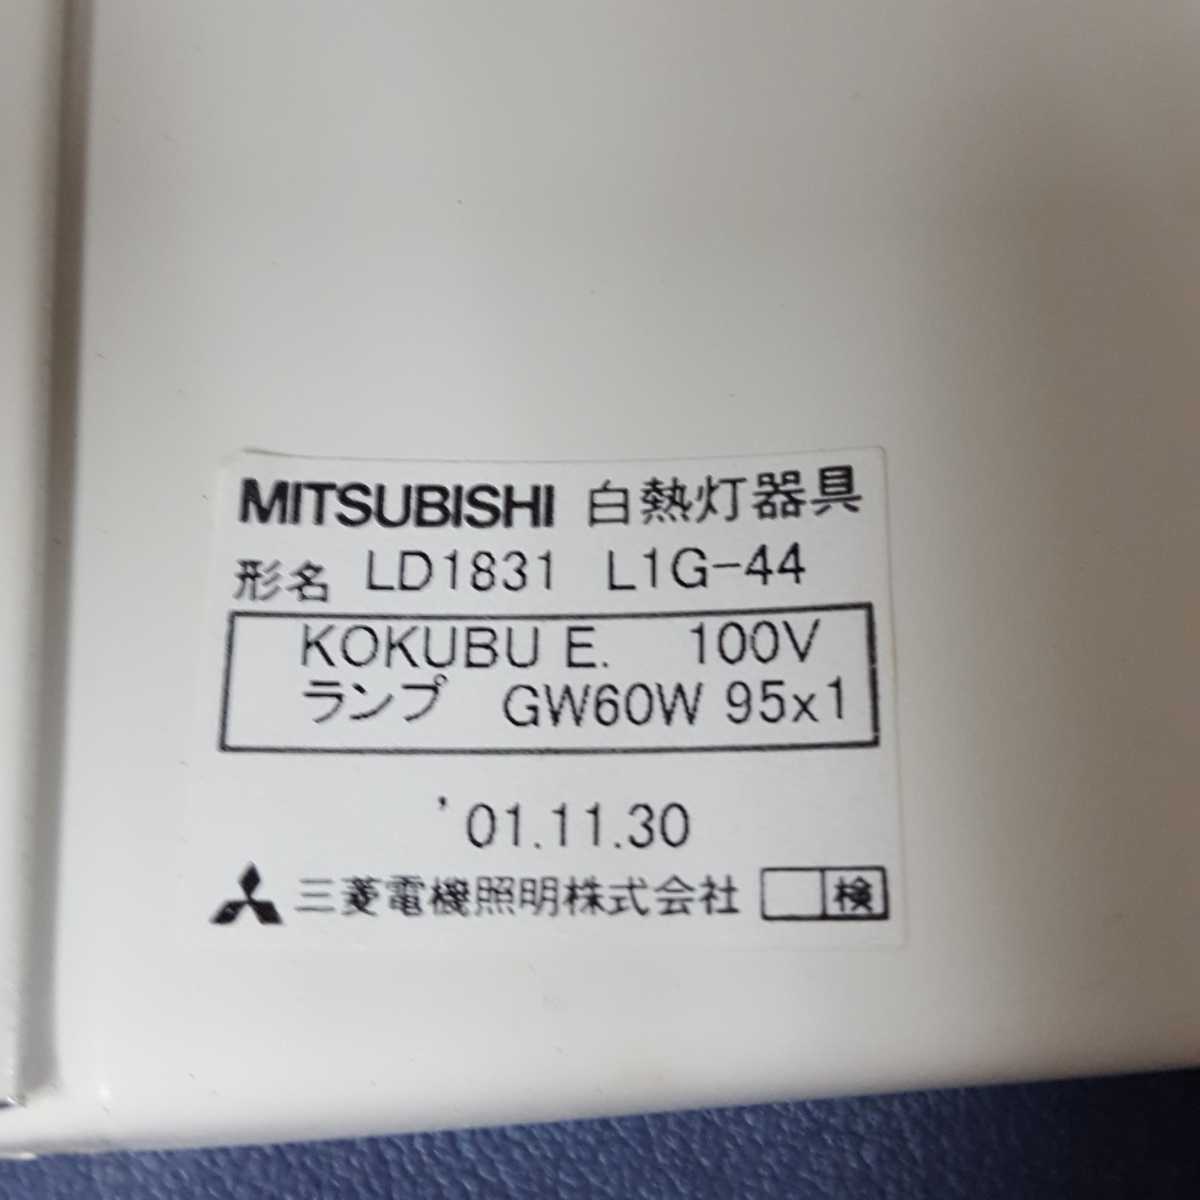 MITSUBISHI 白熱灯器具
形名 LD1831 L1G-44
KOKUBU E. 100V
ランプ GW60W 95x1
'01.11.30
三菱電機照明株式会社 検